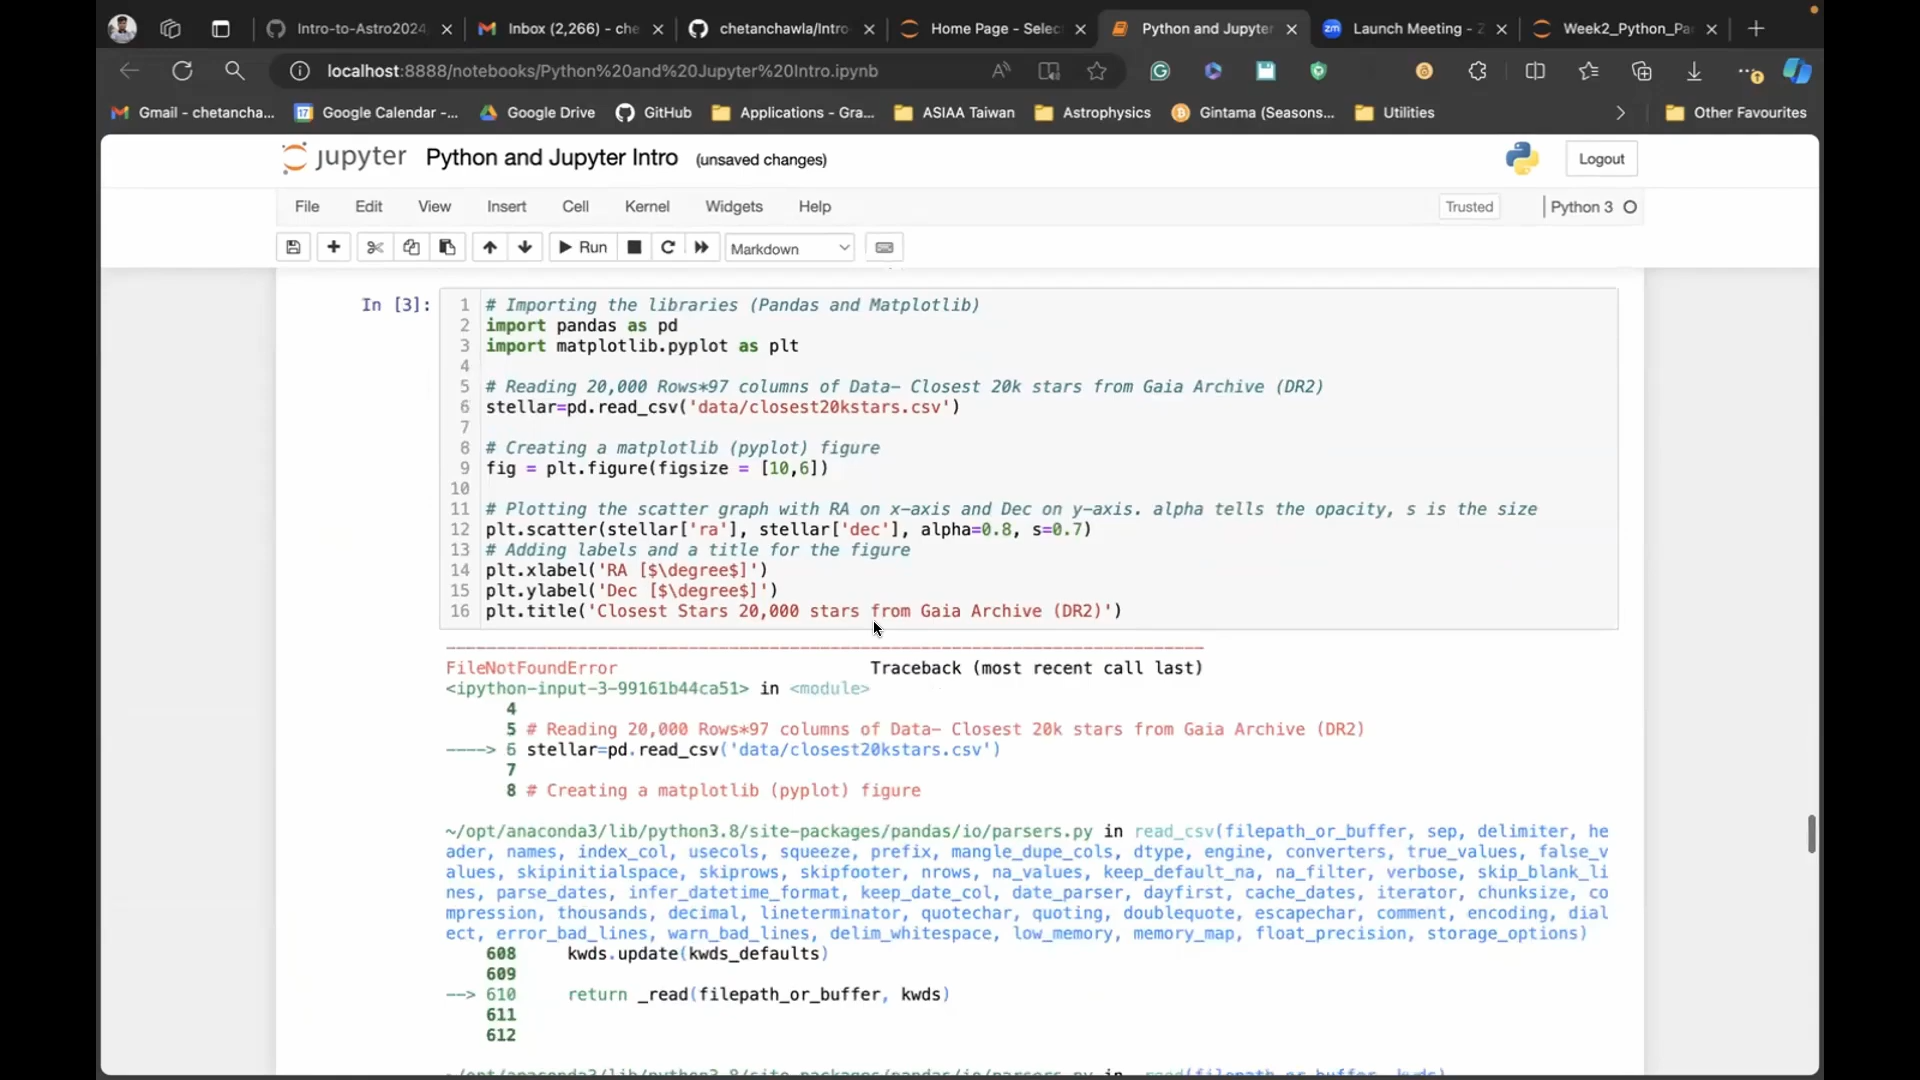 Intro-to-Astro2024
Inbox (2,266) - che
chetanchawla/Intro-
Home Page - Select
Python and Jupyter
Launch Meeting - Z
Week2_Python_Pa
localhost:8888/notebooks/Python%20and%20Jupyter%20Intro.ipynb
Gmail - chetancha...
Google Calendar -...
Google Drive
GitHub
Applications - Gra...
ASIAA Taiwan
Astrophysics
Gintama (Seasons...
Utilities
Other Favourites
jupyter Python and Jupyter Intro (unsaved changes)
Logout
File Edit View Insert Cell Kernel Widgets Help
Trusted
Python 3
Run
Markdown
In [3]:
1 # Importing the libraries (Pandas and Matplotlib)
2 import pandas as pd
3 import matplotlib.pyplot as plt
4
5 # Reading 20,000 Rows*97 columns of Data- Closest 20k stars from Gaia Archive (DR2)
6 stellar=pd.read_csv('data/closest20kstars.csv')
7
8 # Creating a matplotlib (pyplot) figure
9 fig = plt.figure(figsize = [10,6])
10
11 # Plotting the scatter graph with RA on x-axis and Dec on y-axis. alpha tells the opacity, s is the size
12 plt.scatter(stellar['ra'], stellar['dec'], alpha=0.8, s=0.7)
13 # Adding labels and a title for the figure
14 plt.xlabel('RA [$\degree$]')
15 plt.ylabel('Dec [$\degree$]')
16 plt.title('Closest Stars 20,000 stars from Gaia Archive (DR2)')
FileNotFoundError Traceback (most recent call last)
<ipython-input-3-99161b44ca51> in <module>
4
5 # Reading 20,000 Rows*97 columns of Data- Closest 20k stars from Gaia Archive (DR2)
----> 6 stellar=pd.read_csv('data/closest20kstars.csv')
7
8 # Creating a matplotlib (pyplot) figure
~/opt/anaconda3/lib/python3.8/site-packages/pandas/io/parsers.py in read_csv(filepath_or_buffer, sep, delimiter, he
ader, names, index_col, usecols, squeeze, prefix, mangle_dupe_cols, dtype, engine, converters, true_values, false_v
alues, skipinitialspace, skiprows, skipfooter, nrows, na_values, keep_default_na, na_filter, verbose, skip_blank_li
nes, parse_dates, infer_datetime_format, keep_date_col, date_parser, dayfirst, cache_dates, iterator, chunksize, co
mpression, thousands, decimal, lineterminator, quotechar, quoting, doublequote, escapechar, comment, encoding, dial
ect, error_bad_lines, warn_bad_lines, delim_whitespace, low_memory, memory_map, float_precision, storage_options)
608 kwds.update(kwds_defaults)
609
--> 610 return _read(filepath_or_buffer, kwds)
611
612
~/opt/anaconda3/lib/python3.8/site-packages/pandas/io/parsers.py in _read(filepath_or_buffer, kwds)